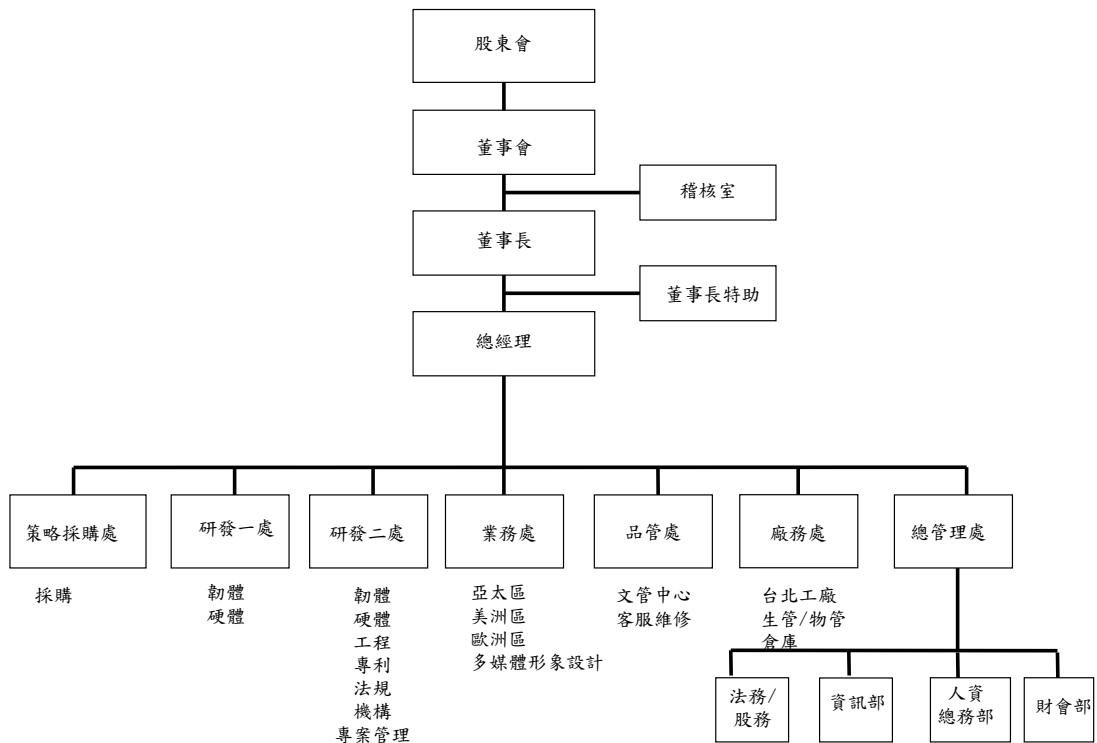 股東會
董事會
稽核室
董事長
董事長特助
總經理
策略採購處
研發一處
研發二處
業務處
品管處
廠務處
總管理處
採購
韌體
硬體
韌體
硬體
工程
專利
法規
機構
專案管理
亞太區
美洲區
歐洲區
多媒體形象設計
文管中心
客服維修
台北工廠
生管/物管
倉庫
法務/
股務
資訊部
人資
總務部
財會部